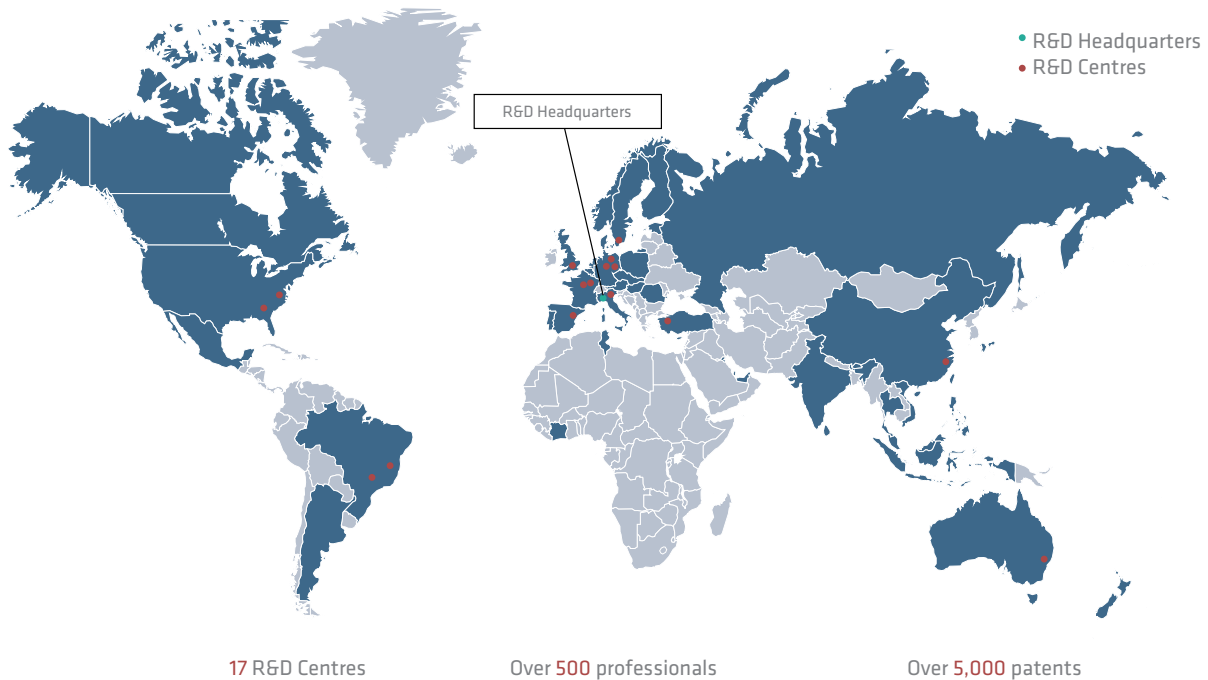 R&D Headquarters
R&D Centres
R&D Headquarters
17 R&D Centres
Over 500 professionals
Over 5,000 patents